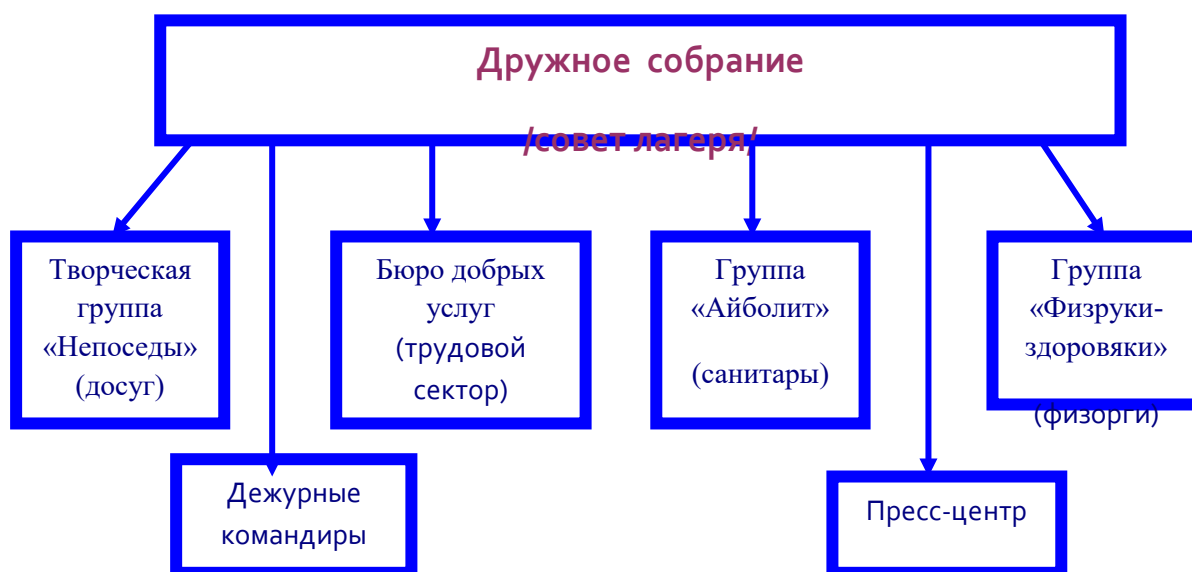 Дружное собрание
/совет лагеря/
Творческая
группа
«Непоседы»
(досуг)
Бюро добрых
услуг
(трудовой
сектор)
Группа
«Айболит»
(санитары)
Группа
«Физруки-
здоровяки»
(физорги)
Дежурные
командиры
Пресс-центр